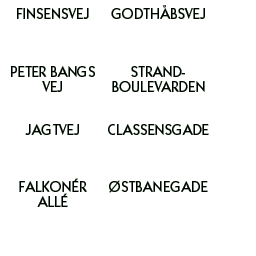 FINSENSVEJ GODTHÅBSVEJ
PETER BANGS VEJ
STRAND-
BOULEVARDEN
JAGTVEJ CLASSENSGADE
FALKONÉR ALLÉ
ØSTBANEGADE